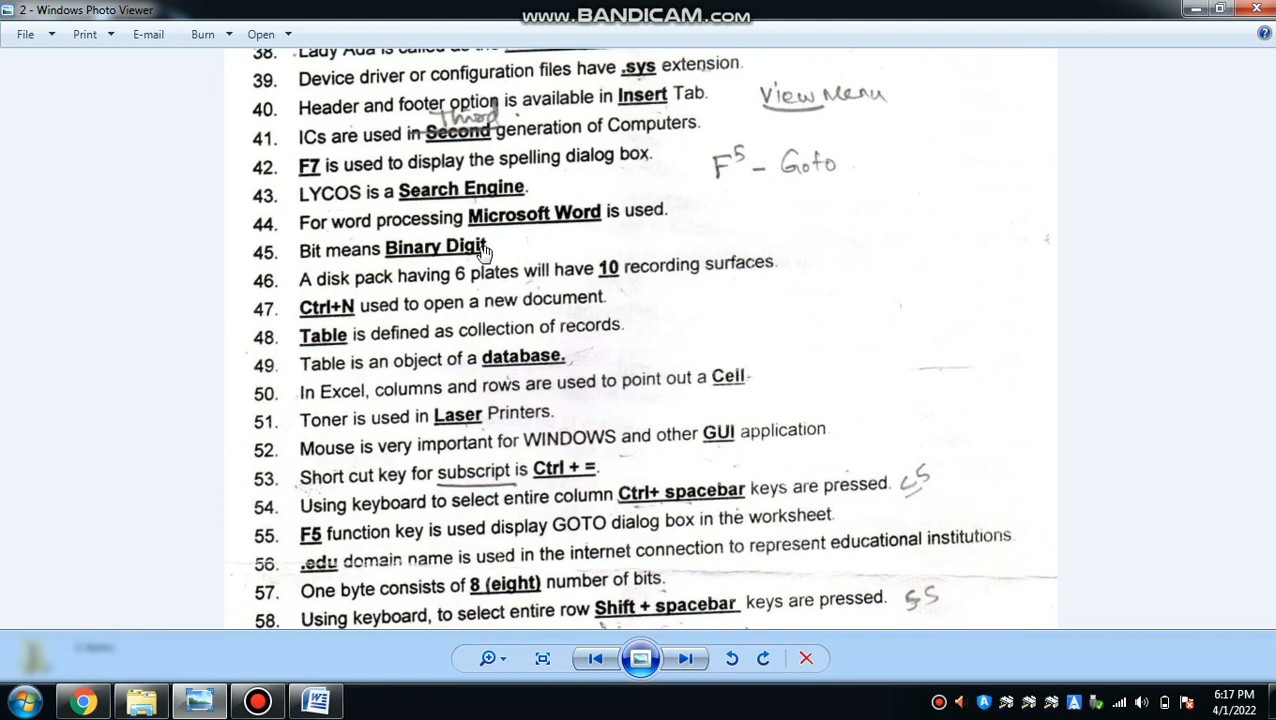 2 - Windows Photo Viewer
WWW.BANDICAM.COM
File Print E-mail Burn Open
38. Lady Ada is called as the
39. Device driver or configuration files have .sys extension.
40. Header and footer option is available in Insert Tab. View Menu
Third
41. ICs are used in Second generation of Computers.
42. F7 is used to display the spelling dialog box. F5 - Goto
43. LYCOS is a Search Engine.
44. For word processing Microsoft Word is used.
45. Bit means Binary Digit
46. A disk pack having 6 plates will have 10 recording surfaces.
47. Ctrl+N used to open a new document.
48. Table is defined as collection of records.
49. Table is an object of a database.
50. In Excel, columns and rows are used to point out a Cell.
51. Toner is used in Laser Printers.
52. Mouse is very important for WINDOWS and other GUI application
53. Short cut key for subscript is Ctrl + =.
54. Using keyboard to select entire column Ctrl+ spacebar keys are pressed. CS
55. F5 function key is used display GOTO dialog box in the worksheet.
56. .edu domain name is used in the internet connection to represent educational institutions
57. One byte consists of 8 (eight) number of bits.
58. Using keyboard, to select entire row Shift + spacebar keys are pressed. SS
6:17 PM
4/1/2022